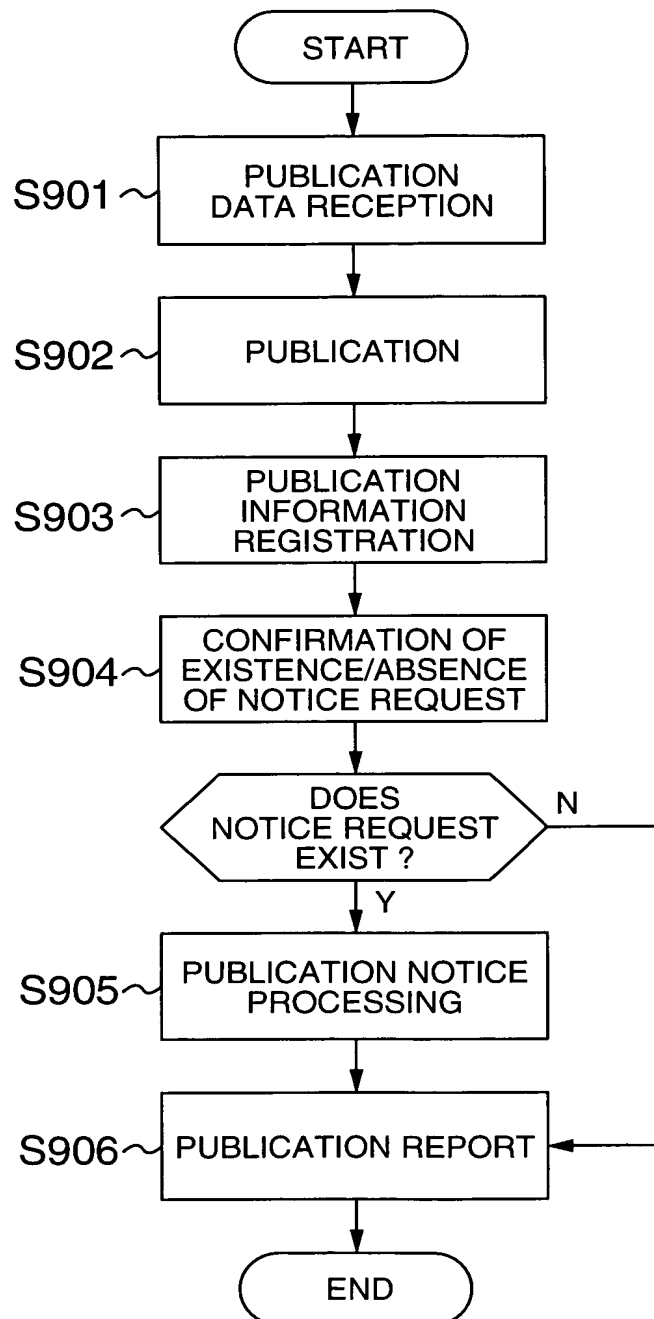 START
S901
PUBLICATION
DATA RECEPTION
S902
PUBLICATION
S903
PUBLICATION
INFORMATION
REGISTRATION
S904
CONFIRMATION OF
EXISTENCE/ABSENCE
OF NOTICE REQUEST
DOES
NOTICE REQUEST
EXIST ?
N
Y
S905
PUBLICATION NOTICE
PROCESSING
S906
PUBLICATION REPORT
END